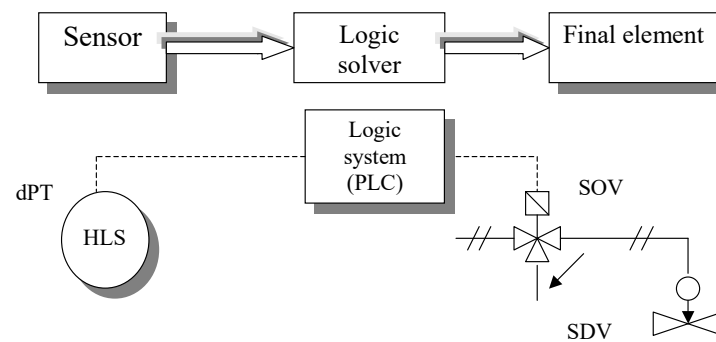 Sensor
Logic
solver
Final element
Logic
system
(PLC)
dPT
HLS
SOV
SDV